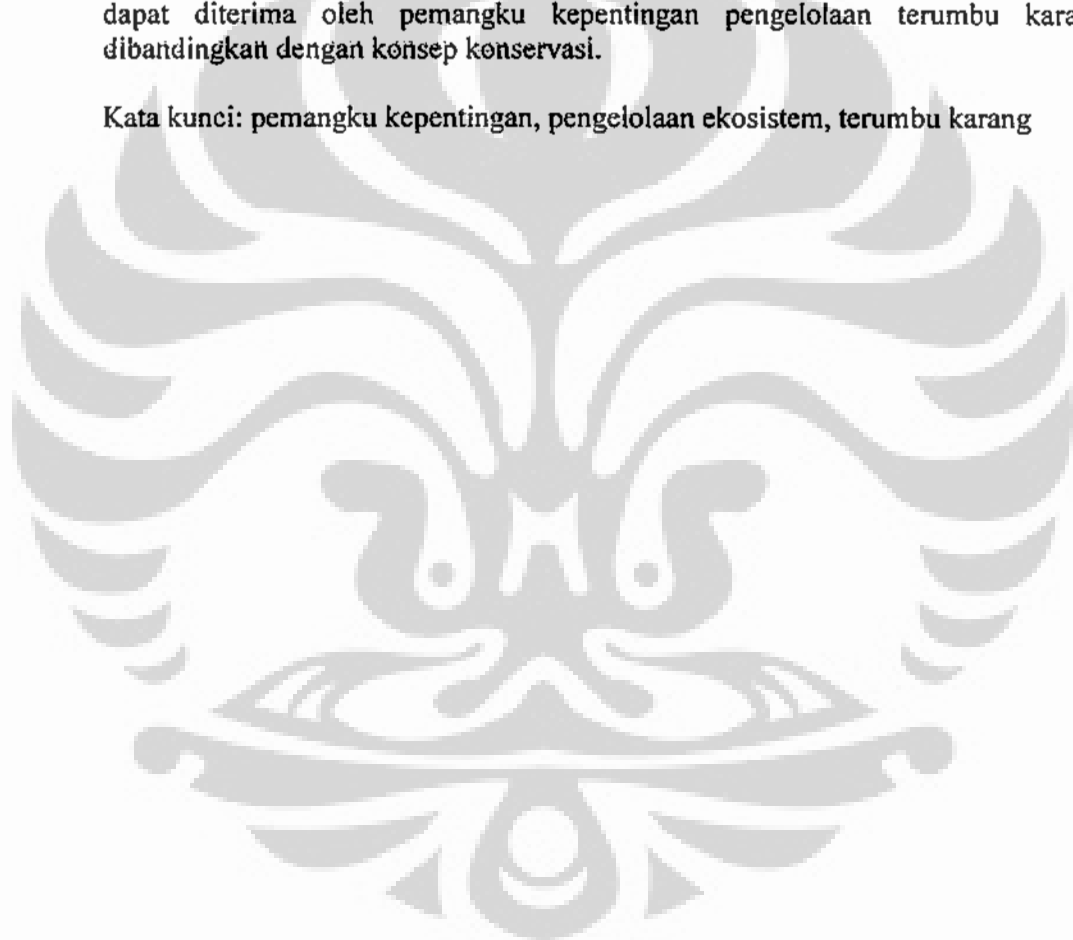 dapat diterima oleh pemangku kepentingan pengelolaan terumbu kara
dibandingkan dengan konsep konservasi.
Kata kunci: pemangku kepentingan, pengelolaan ekosistem, terumbu karang